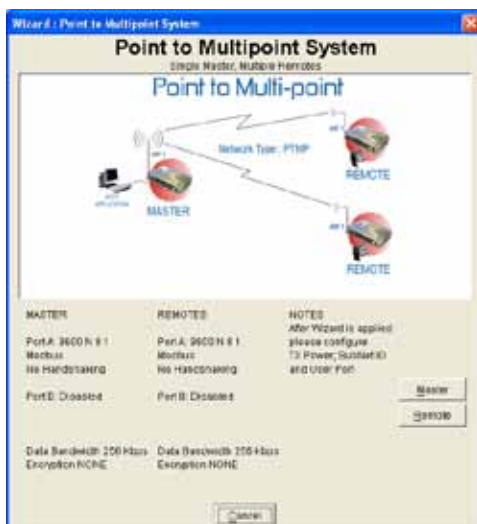 Wizard : Point to Multipoint System
Point to Multipoint System
Single Master, Multiple Remotes
Point to Multi-point
Network Type: PTMP
REMOTE
APPLICATION
MASTER
REMOTE
MASTER
Port A: 9600 N 8 1
Modbus
No Handshaking
Port B: Disabled
Data Bandwidth 256 kbps
Encryption NONE
REMOTES
Port A: 9600 N 8 1
Modbus
No Handshaking
Port B: Disabled
Data Bandwidth 256 kbps
Encryption NONE
NOTES
After Wizard is applied
please configure
TX Power, SubNet ID
and User Port
Master
Remote
Cancel